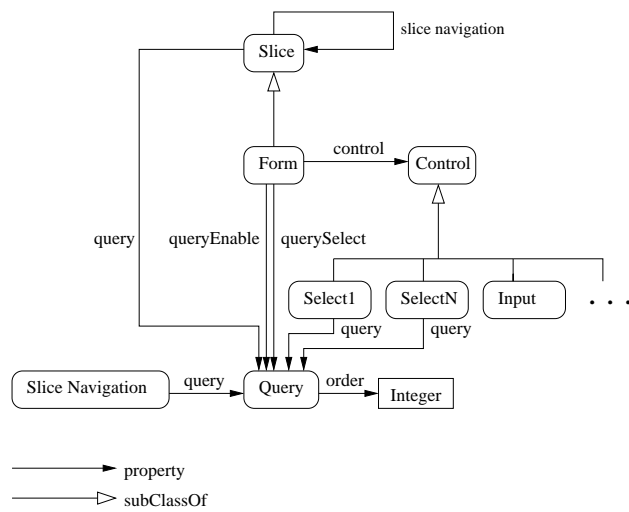 slice navigation
Slice
control
Form
Control
query
queryEnable
querySelect
Select1
SelectN
Input
. . .
query
query
Slice Navigation
query
Query
order
Integer
property
subClassOf